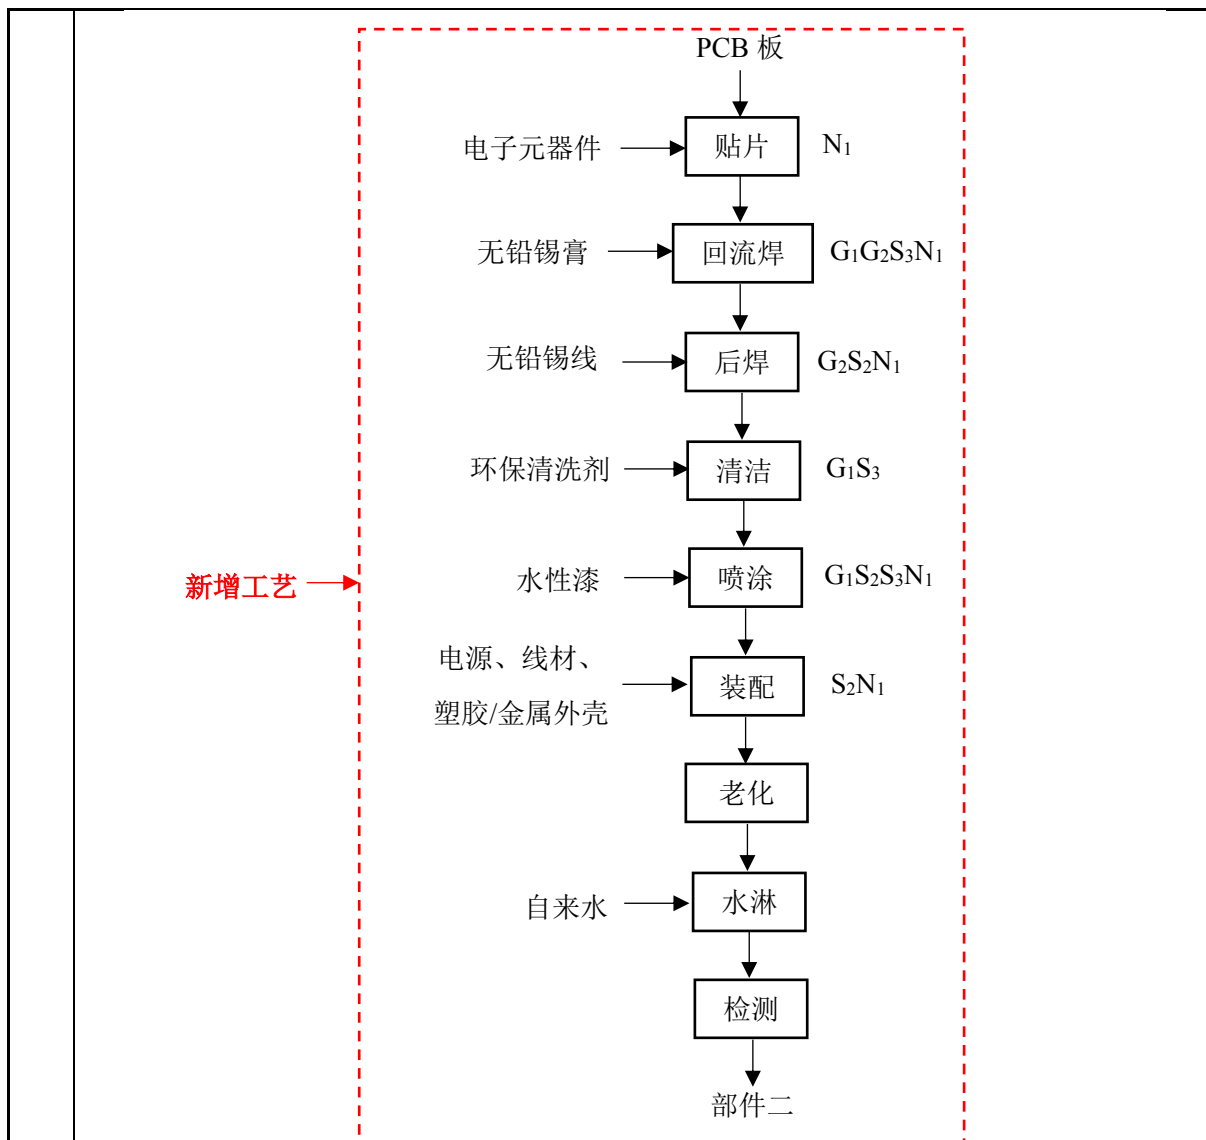 PCB 板
电子元器件 贴片 N₁
无铅锡膏 回流焊 G₁G₂S₃N₁
无铅锡线 后焊 G₂S₂N₁
环保清洗剂 清洁 G₁S₃
新增工艺 水性漆 喷涂 G₁S₂S₃N₁
电源、线材、
塑胶/金属外壳 装配 S₂N₁
老化
自来水 水淋
检测
部件二